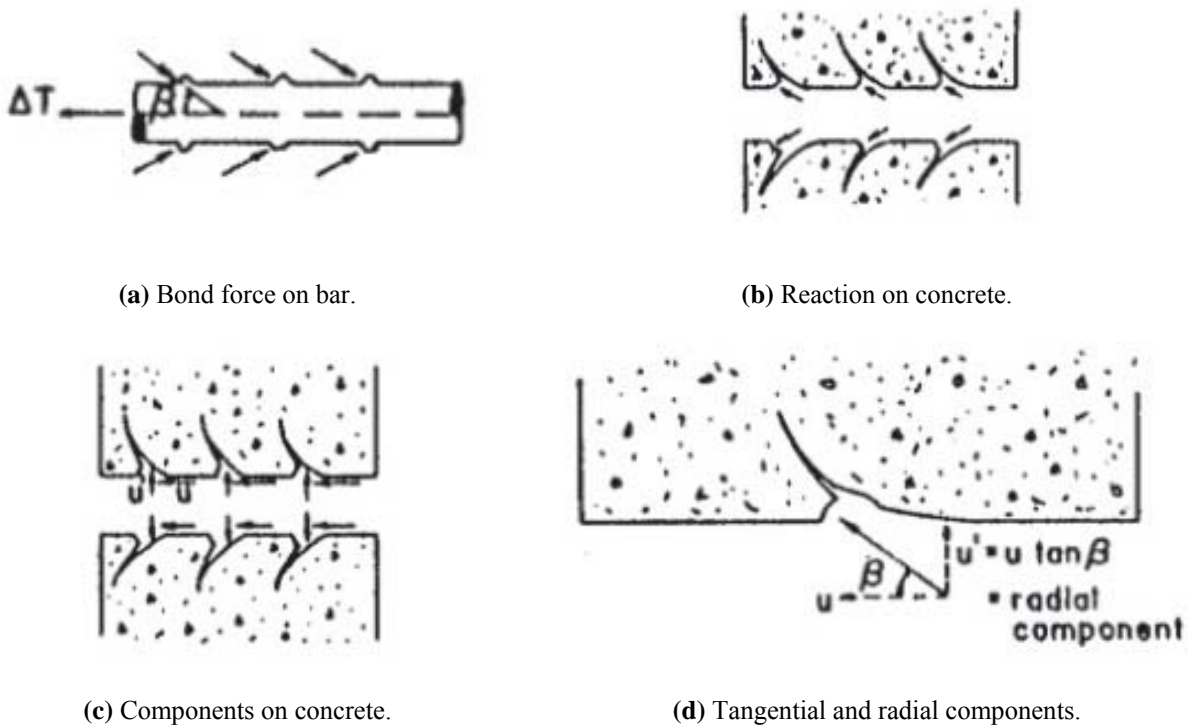 ΔT
β
(a) Bond force on bar.
(b) Reaction on concrete.
u' u
(c) Components on concrete.
u' = u tan β
β
u
= radial
component
(d) Tangential and radial components.